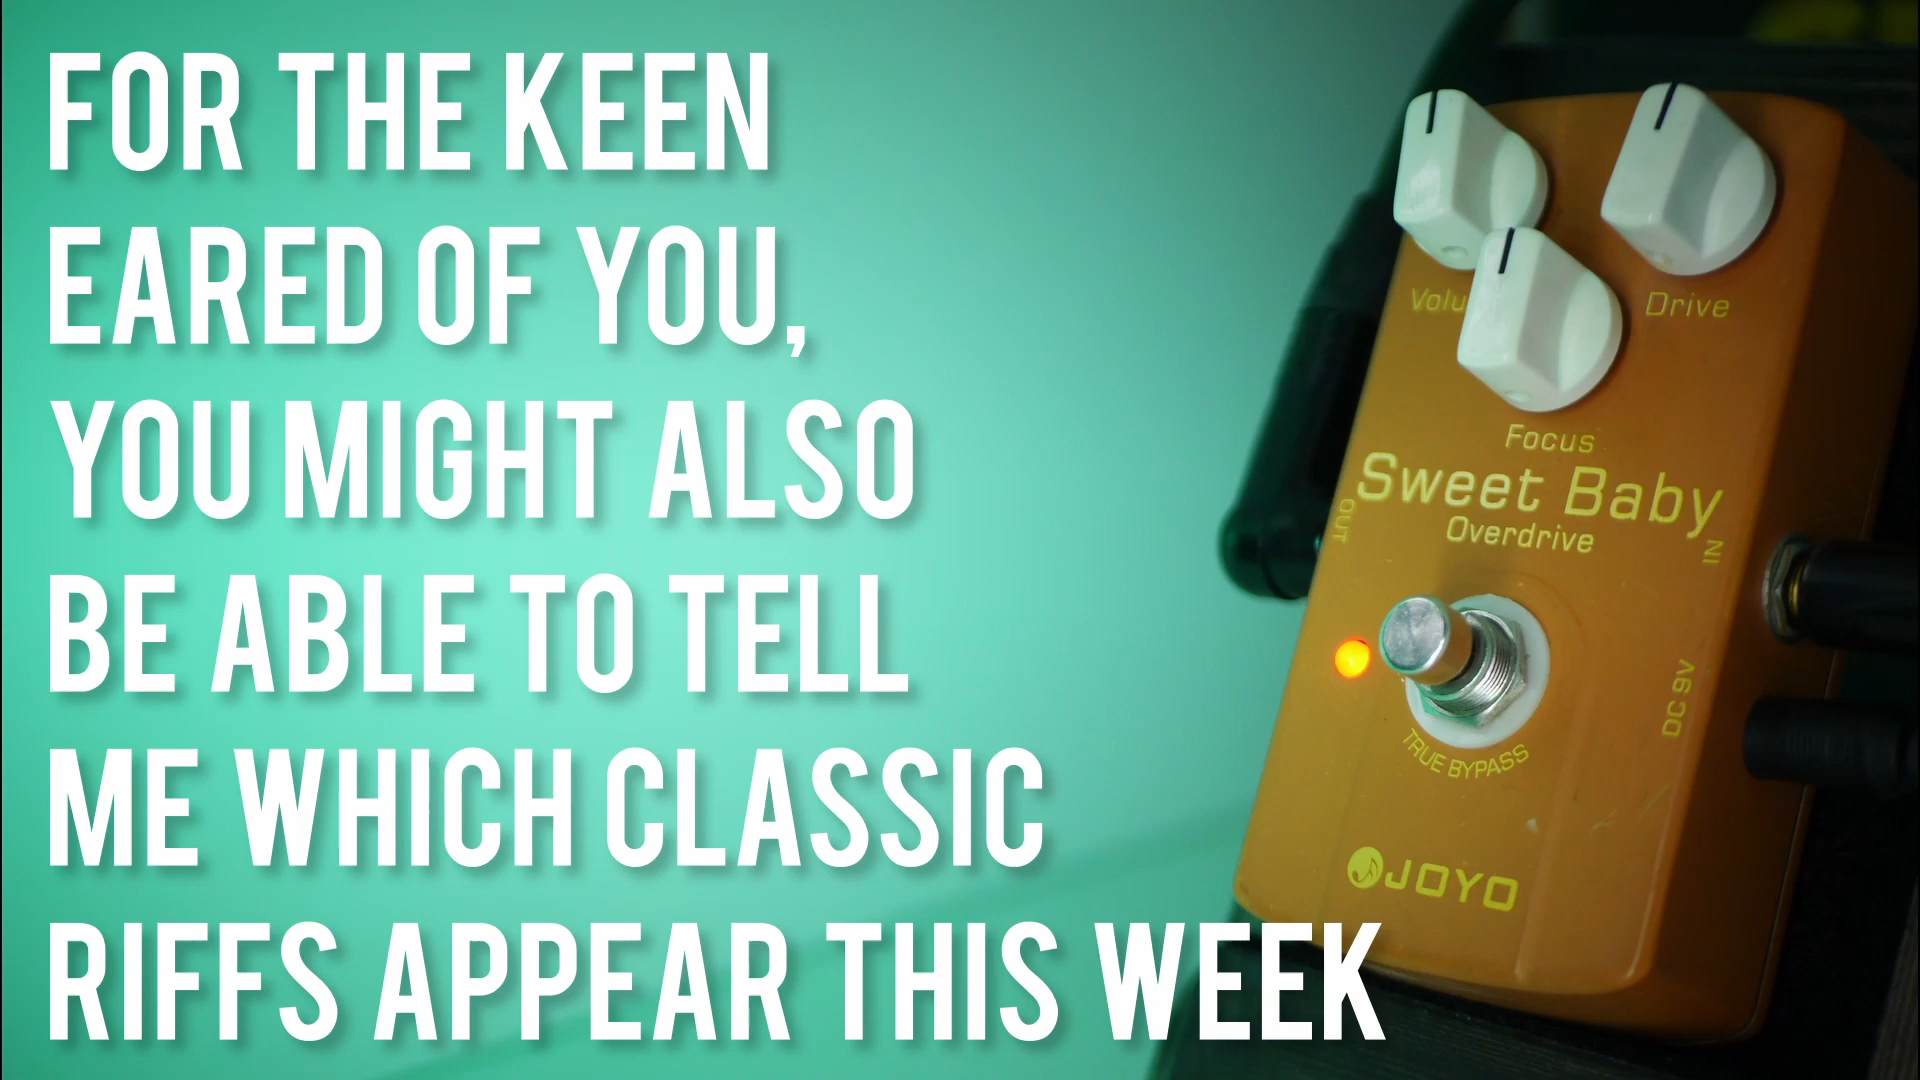 FOR THE KEEN
EARED OF YOU,
YOU MIGHT ALSO
BE ABLE TO TELL
ME WHICH CLASSIC
RIFFS APPEAR THIS WEEK
Volu
Drive
Focus
Sweet Baby
Overdrive
OUT
IN
DC 9V
TRUE BYPASS
JOYO